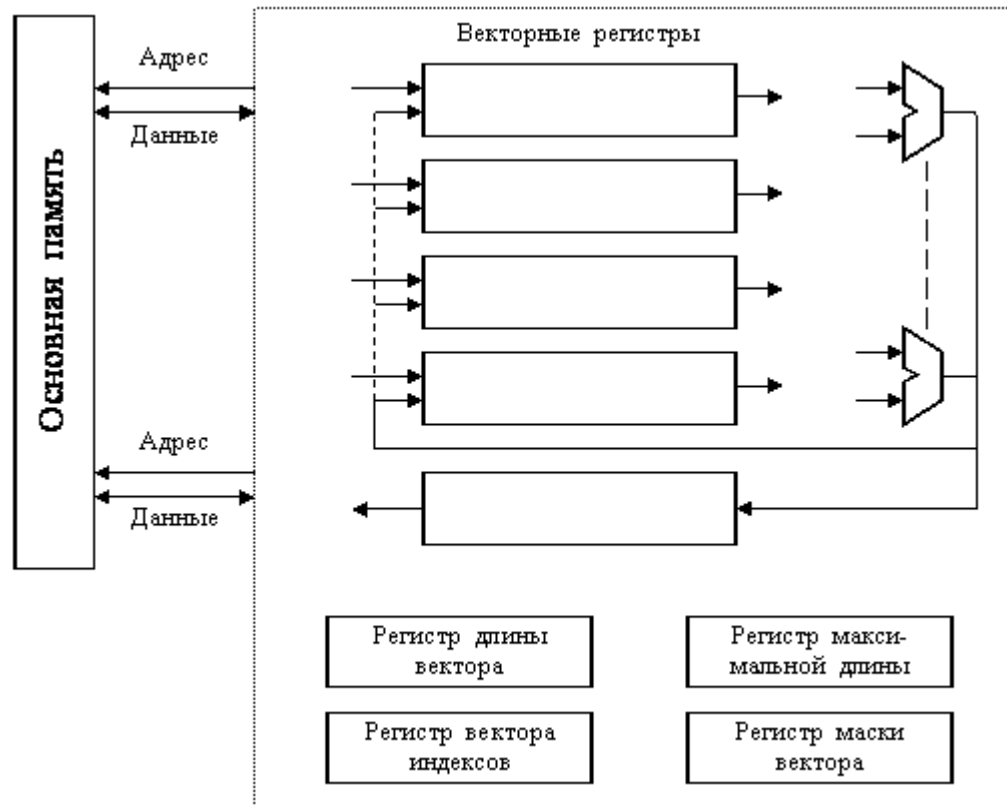 Векторные регистры
Адрес
Данные
Основная память
Адрес
Данные
Регистр длины
вектора
Регистр макси-
мальной длины
Регистр вектора
индексов
Регистр маски
вектора